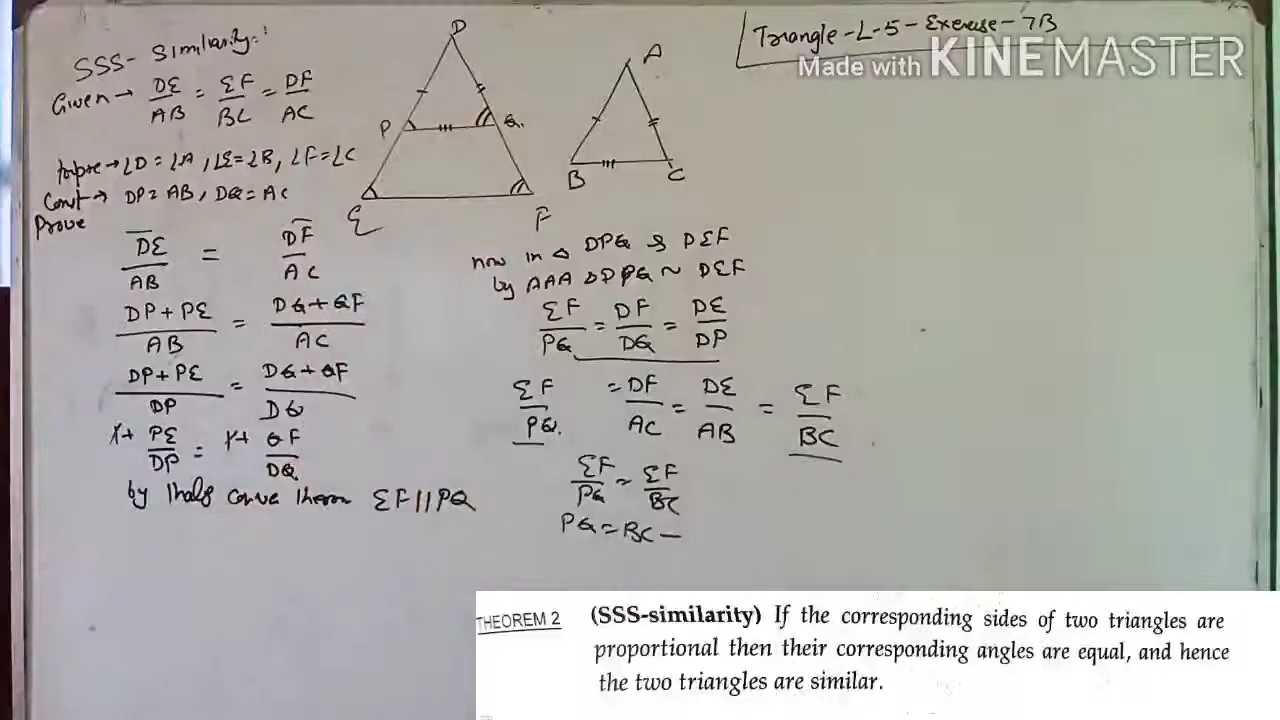 Triangle - L-5 - Exercise - 7B
Made with KINEMASTER
SSS- Similarity:
Given → DE/AB = EF/BC = DF/AC
→ ∠D = ∠A, ∠E = ∠B, ∠F = ∠C
Const → DP = AB, DQ = AC
Prove
DE/AB = DF/AC
DP + PE/AB = DQ + QF/AC
DP + PE/DP = DQ + QF/DQ
1+ PE/DP = 1+ QF/DQ
by EF || PQ
D
P
Q
E
F
A
B
C
now in △ DPQ & DEF
by AAA DPQ ~ DEF
EF/PQ = DF/DQ = DE/DP
EF/PQ. = DF/AC = DE/AB = EF/BC
EF/PQ = EF/BC
PQ = BC —
THEOREM 2 (SSS-similarity) If the corresponding sides of two triangles are
proportional then their corresponding angles are equal, and hence
the two triangles are similar.